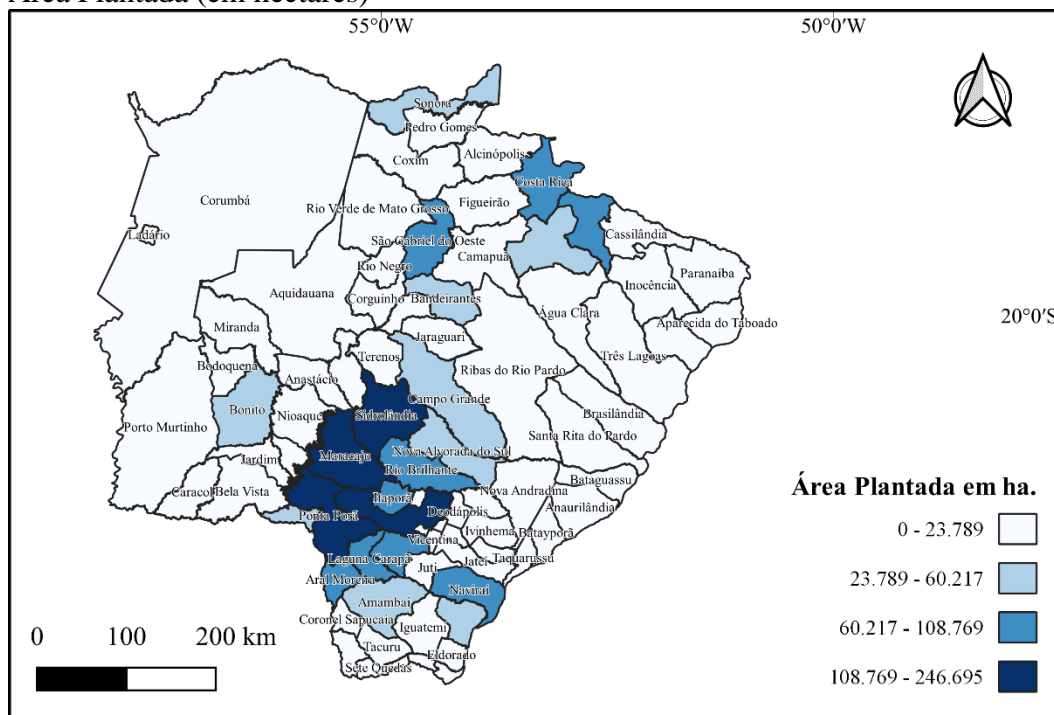 Área Plantada (em hectares)
55°0′0″W
50°0′0″W
Sonora
Pedro Gomes
Coxim
Alcinópolis
Costa Rica
Corumbá
Figueirão
Rio Verde de Mato Grosso
Ladário
São Gabriel do Oeste
Cassilândia
Camapuã
Rio Negro
Paranaíba
Inocência
Aquidauana
Corguinho
Bandeirantes
Água Clara
20°0′0″S
Miranda
Jaraguari
Aparecida do Taboado
Terenos
Três Lagoas
Bodoquena
Ribas do Rio Pardo
Anastácio
Campo Grande
Bonito
Nioaque
Sidrolândia
Brasilândia
Porto Murtinho
Santa Rita do Pardo
Nova Alvorada do Sul
Maracaju
Jardim
Rio Brilhante
Bataguassu
Caracol
Bela Vista
Itaporã
Nova Andradina
Anaurilândia
Deodápolis
Ponta Porã
Ivinhema
Batayporã
Vicentina
Laguna Carapã
Jateí
Taquarussu
Juti
Aral Moreira
Naviraí
Amambai
Coronel Sapucaia
Iguatemi
Tacuru
Eldorado
Sete Quedas
Área Plantada em ha.
0 - 23.789
23.789 - 60.217
60.217 - 108.769
108.769 - 246.695
0 100 200 km